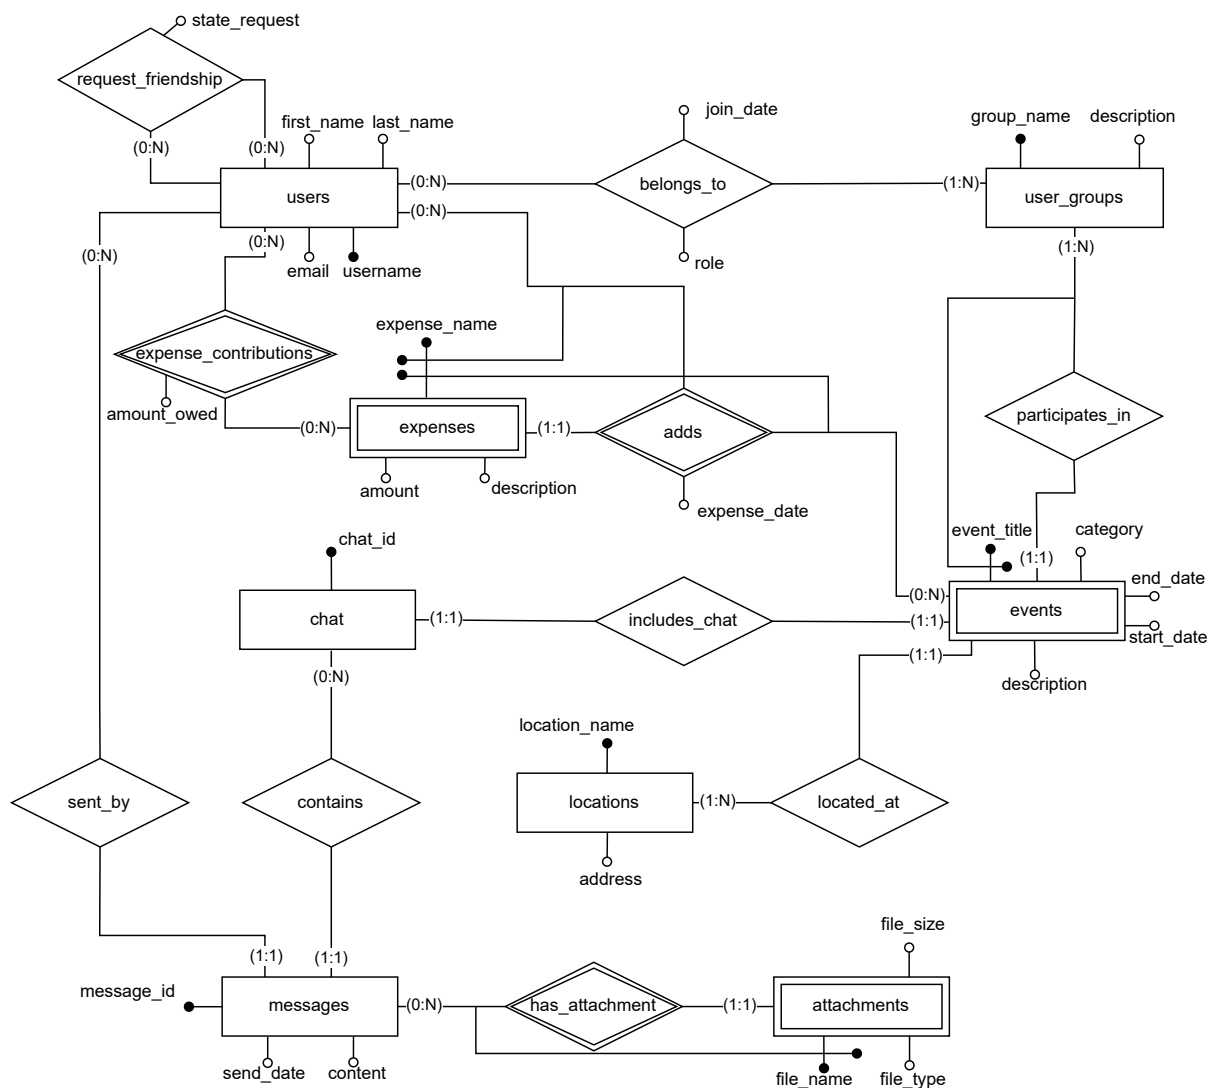 state_request
request_friendship
(0:N)
(0:N)
first_name
last_name
join_date
group_name
description
users
(0:N)
belongs_to
(1:N)
user_groups
(0:N)
(0:N)
(0:N)
(1:N)
email
username
role
expense_name
expense_contributions
amount_owed
(0:N)
expenses
(1:1)
adds
participates_in
amount
description
expense_date
chat_id
event_title
category
(1:1)
end_date
(0:N)
chat
(1:1)
includes_chat
(1:1)
events
start_date
(1:1)
description
(0:N)
location_name
sent_by
contains
locations
(1:N)
located_at
address
file_size
(1:1)
(1:1)
message_id
messages
(0:N)
has_attachment
(1:1)
attachments
send_date
content
file_name
file_type